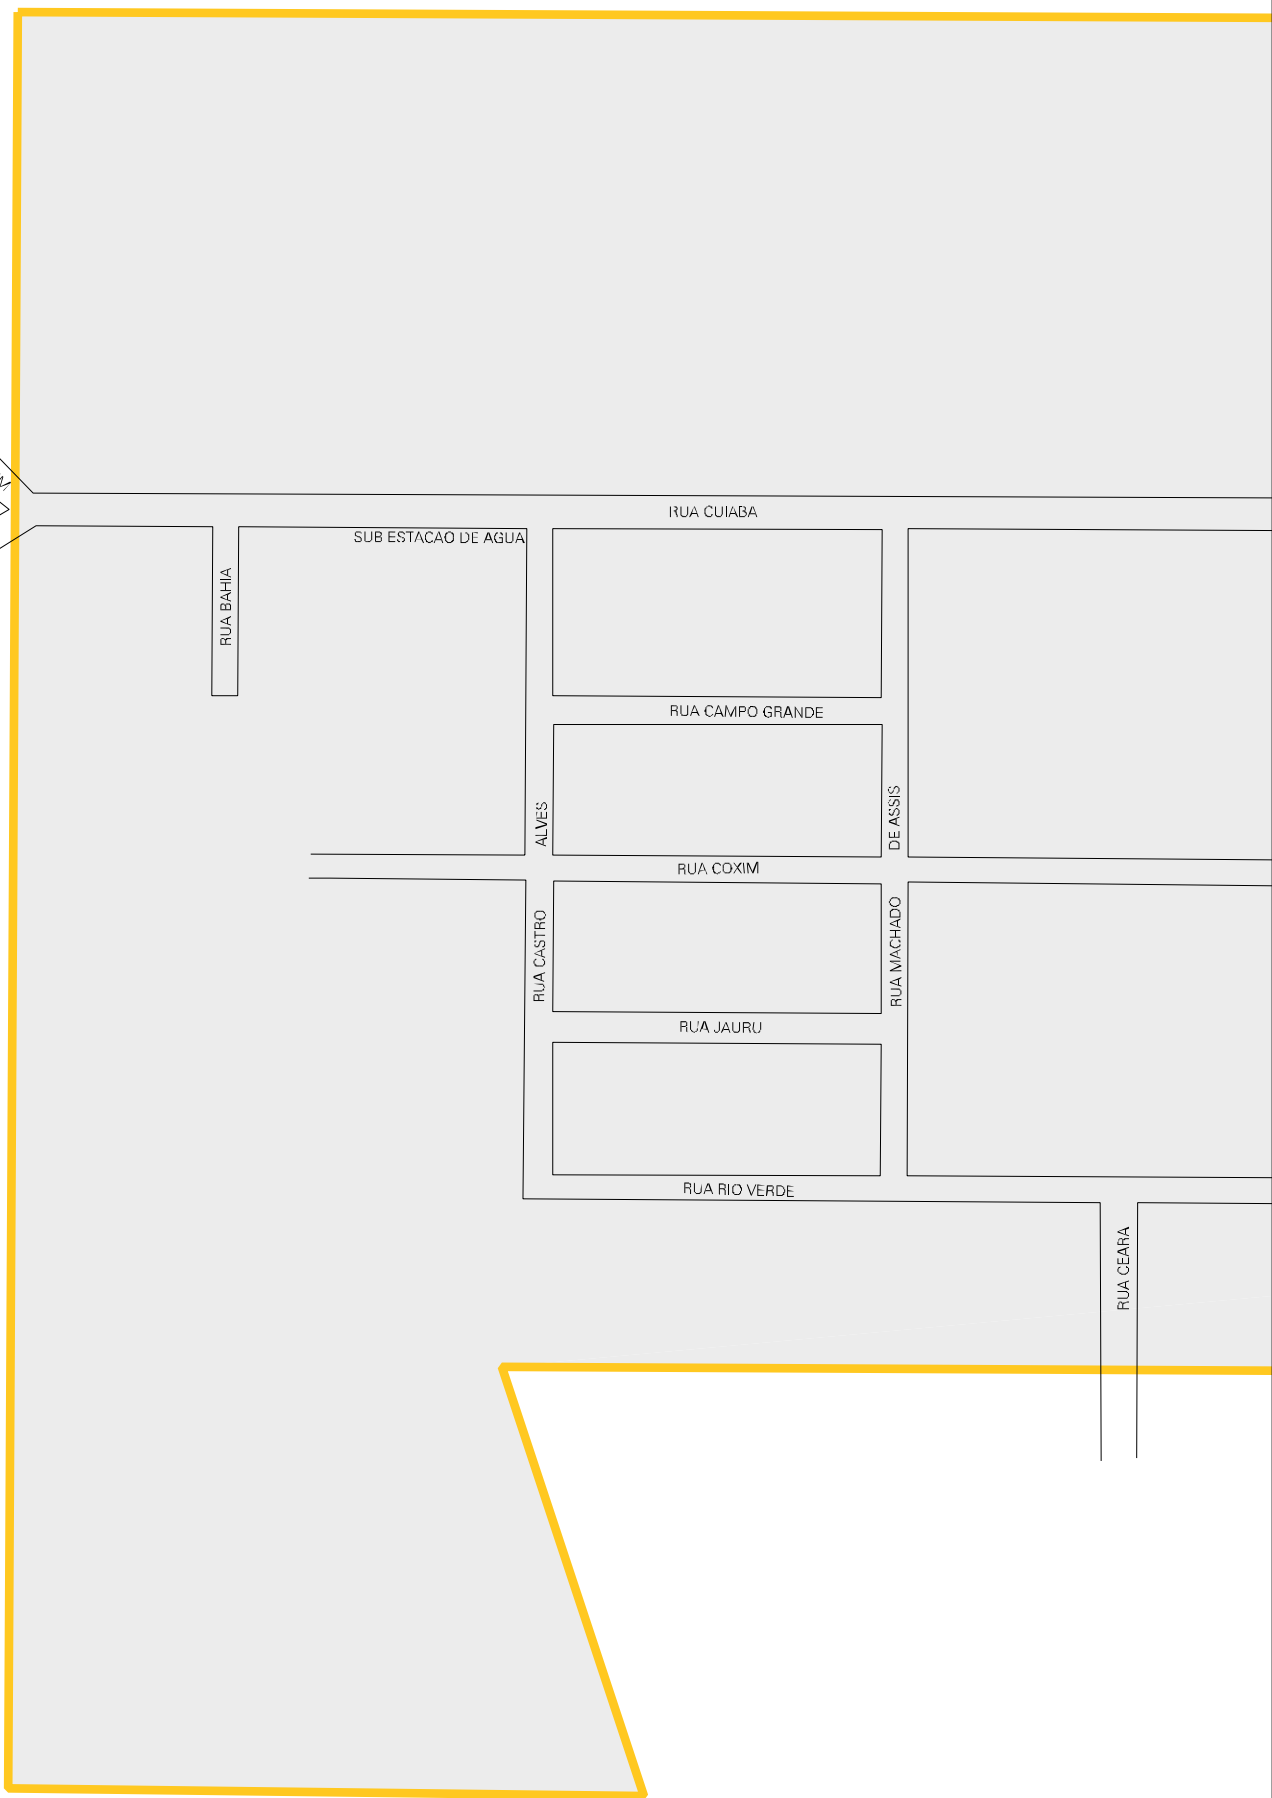 RUA CUIABA
SUB ESTACAO DE AGUA
RUA BAHIA
RUA CAMPO GRANDE
ALVES
DE ASSIS
RUA COXIM
RUA CASTRO
RUA MACHADO
RUA JAURU
RUA RIO VERDE
RUA CEARA